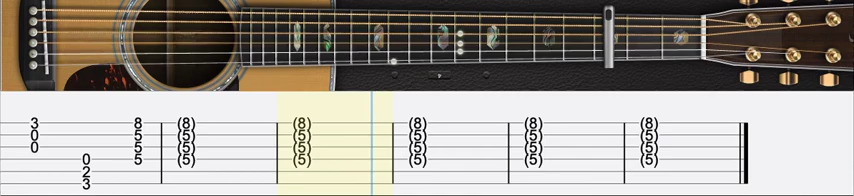 3 8 (8) (8) (8) (8) (8)
0 5 (5) (5) (5) (5) (5)
0 5 (5) (5) (5) (5) (5)
0 5 (5) (5) (5) (5) (5)
2
3